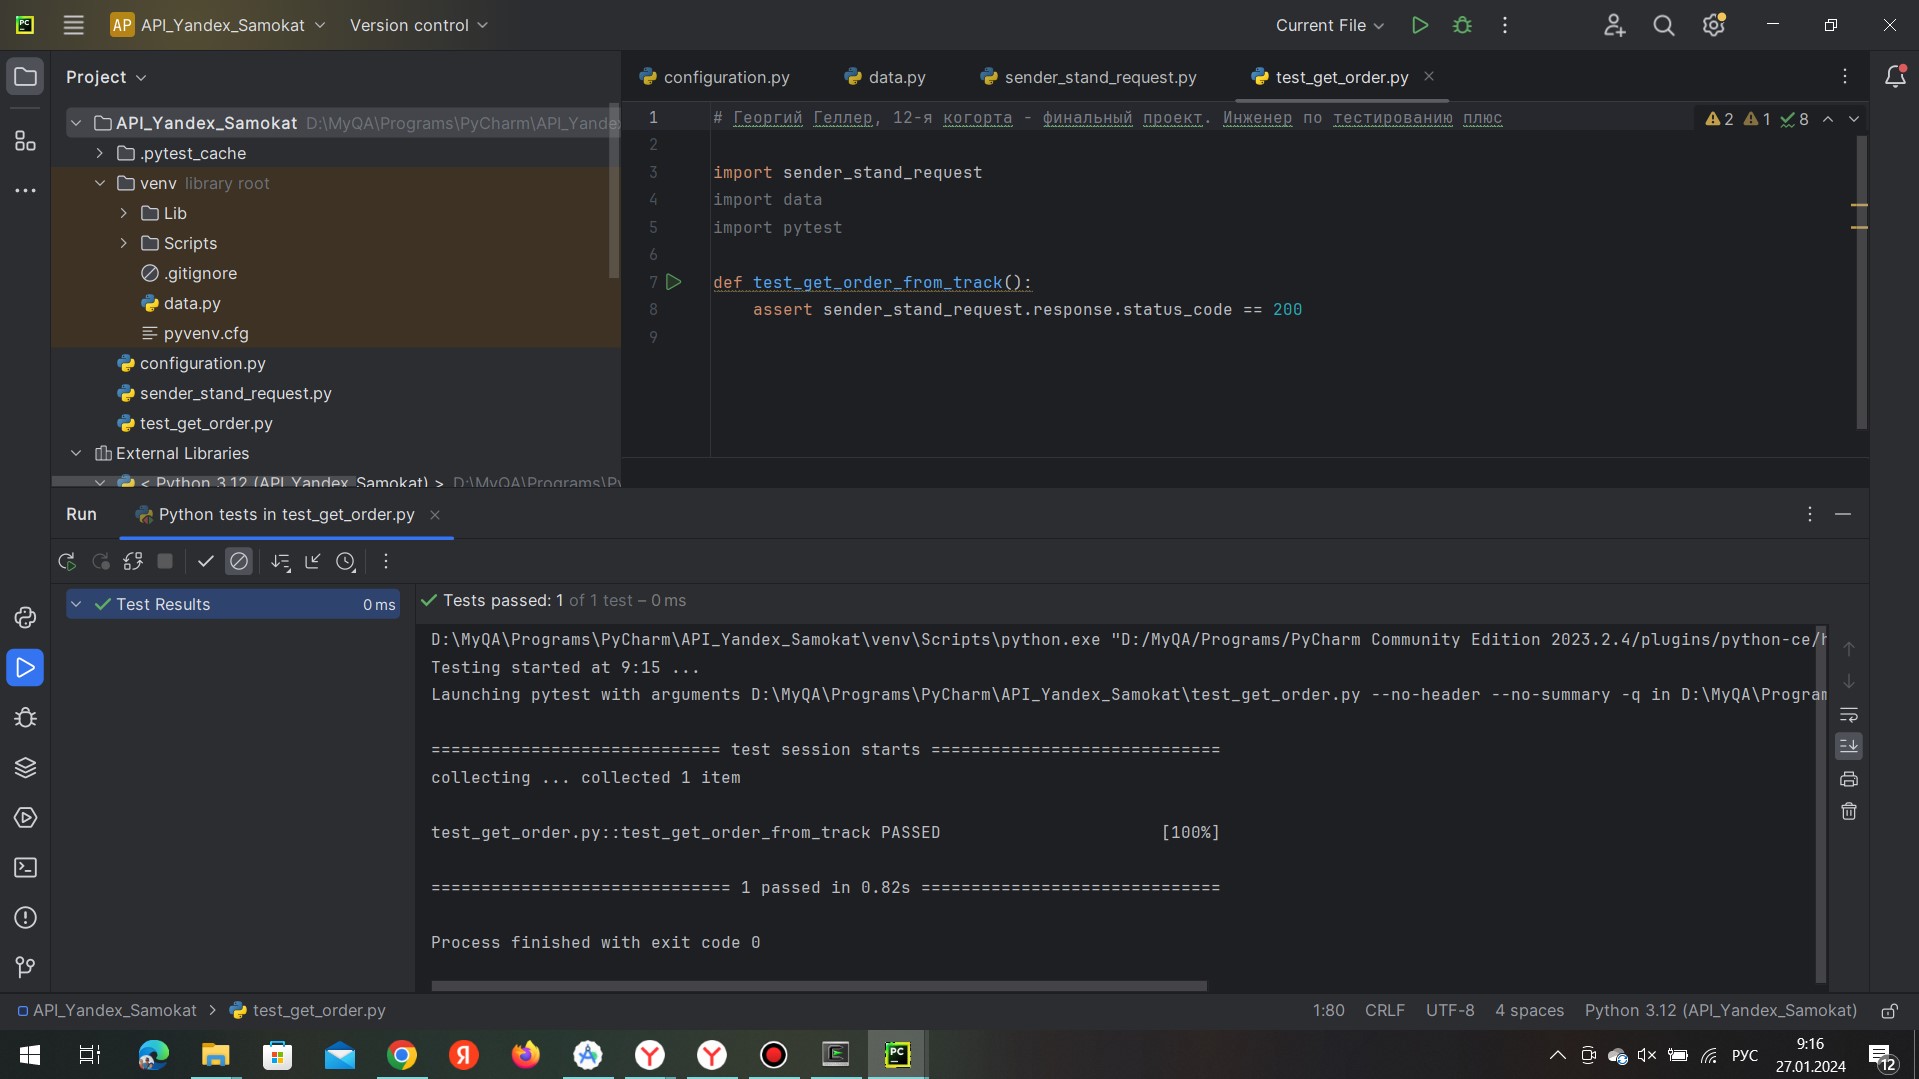 PC
AP API_Yandex_Samokat
Version control
Current File
Project
configuration.py
data.py
sender_stand_request.py
test_get_order.py
API_Yandex_Samokat D:\MyQA\Programs\PyCharm\API_Yande
.pytest_cache
venv library root
Lib
Scripts
.gitignore
data.py
pyvenv.cfg
configuration.py
sender_stand_request.py
test_get_order.py
External Libraries
< Python 3.12 (API_Yandex_Samokat) > D:\MyQA\Programs\Py
1 # Георгий Геллер, 12-я когорта - финальный проект. Инженер по тестированию плюс
2 1 8
2
3 import sender_stand_request
4 import data
5 import pytest
6
7 def test_get_order_from_track():
8 assert sender_stand_request.response.status_code == 200
9
Run
Python tests in test_get_order.py
Test Results 0 ms
Tests passed: 1 of 1 test – 0 ms
D:\MyQA\Programs\PyCharm\API_Yandex_Samokat\venv\Scripts\python.exe "D:/MyQA/Programs/PyCharm Community Edition 2023.2.4/plugins/python-ce/h
Testing started at 9:15 ...
Launching pytest with arguments D:\MyQA\Programs\PyCharm\API_Yandex_Samokat\test_get_order.py --no-header --no-summary -q in D:\MyQA\Program
============================= test session starts =============================
collecting ... collected 1 item
test_get_order.py::test_get_order_from_track PASSED [100%]
============================== 1 passed in 0.82s ==============================
Process finished with exit code 0
API_Yandex_Samokat > test_get_order.py
1:80 CRLF UTF-8 4 spaces Python 3.12 (API_Yandex_Samokat)
Я
PC
РУС
9:16
27.01.2024
12